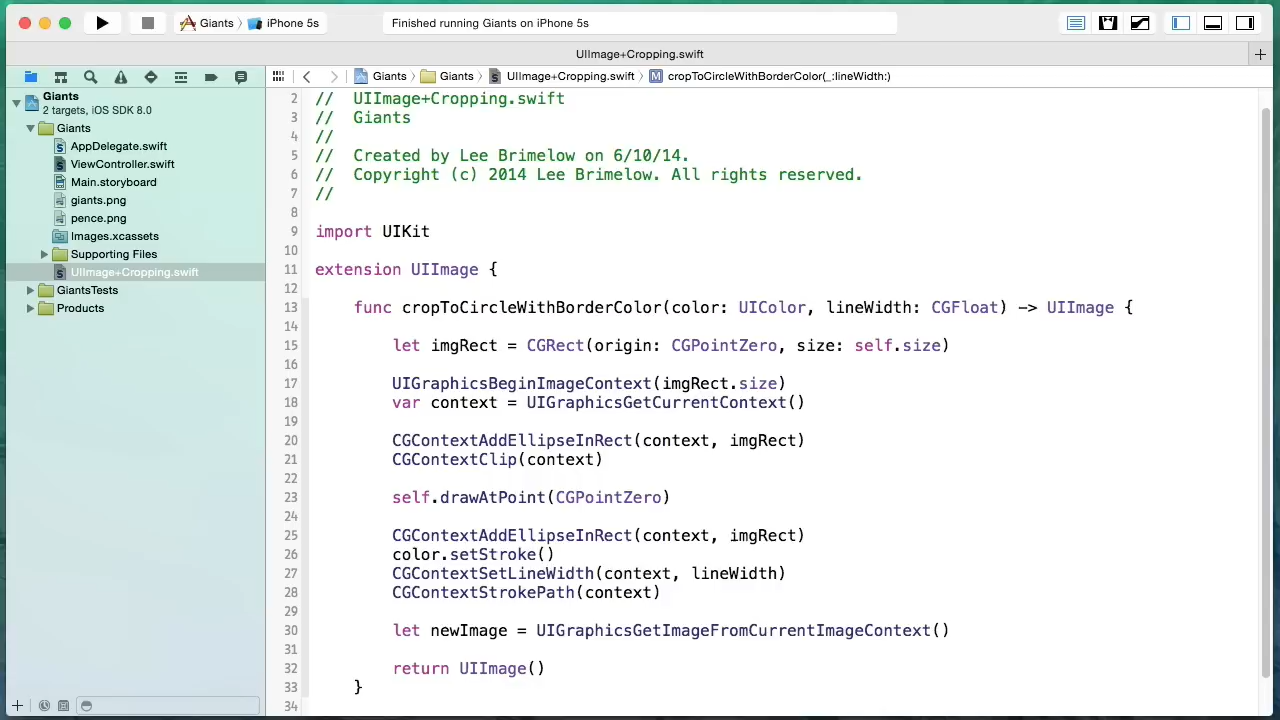 Giants
iPhone 5s
Finished running Giants on iPhone 5s
UIImage+Cropping.swift
Giants
2 targets, iOS SDK 8.0
Giants
AppDelegate.swift
ViewController.swift
Main.storyboard
giants.png
pence.png
Images.xcassets
Supporting Files
UIImage+Cropping.swift
GiantsTests
Products
Giants Giants UIImage+Cropping.swift M cropToCircleWithBorderColor(_:lineWidth:)
2 // UIImage+Cropping.swift
3 // Giants
4 //
5 // Created by Lee Brimelow on 6/10/14.
6 // Copyright (c) 2014 Lee Brimelow. All rights reserved.
7 //
8
9 import UIKit
10
11 extension UIImage {
12
13 func cropToCircleWithBorderColor(color: UIColor, lineWidth: CGFloat) -> UIImage {
14
15 let imgRect = CGRect(origin: CGPointZero, size: self.size)
16
17 UIGraphicsBeginImageContext(imgRect.size)
18 var context = UIGraphicsGetCurrentContext()
19
20 CGContextAddEllipseInRect(context, imgRect)
21 CGContextClip(context)
22
23 self.drawAtPoint(CGPointZero)
24
25 CGContextAddEllipseInRect(context, imgRect)
26 color.setStroke()
27 CGContextSetLineWidth(context, lineWidth)
28 CGContextStrokePath(context)
29
30 let newImage = UIGraphicsGetImageFromCurrentImageContext()
31
32 return UIImage()
33 }
34